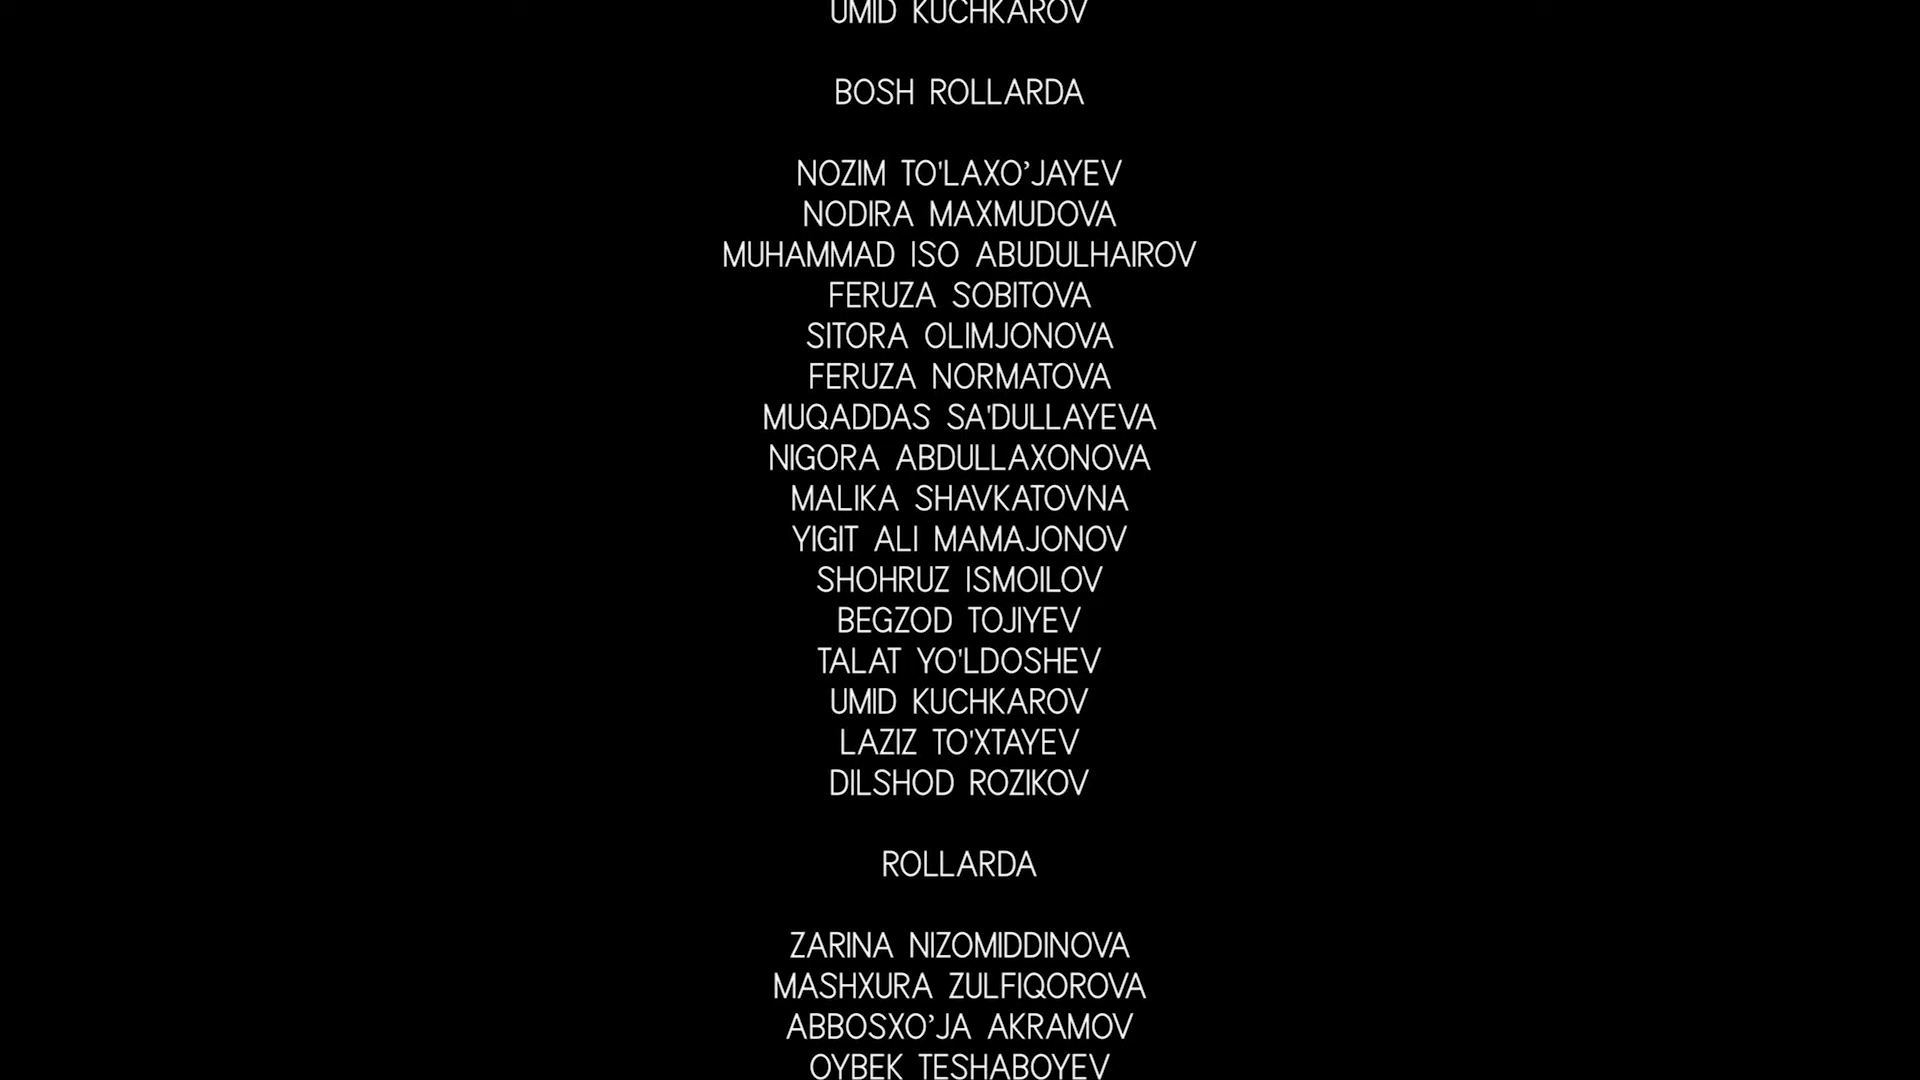 UMID KUCHKAROV
BOSH ROLLARDA
NOZIM TO'LAXO’JAYEV
NODIRA MAXMUDOVA
MUHAMMAD ISO ABUDULHAIROV
FERUZA SOBITOVA
SITORA OLIMJONOVA
FERUZA NORMATOVA
MUQADDAS SA'DULLAYEVA
NIGORA ABDULLAXONOVA
MALIKA SHAVKATOVNA
YIGIT ALI MAMAJONOV
SHOHRUZ ISMOILOV
BEGZOD TOJIYEV
TALAT YO'LDOSHEV
UMID KUCHKAROV
LAZIZ TO'XTAYEV
DILSHOD ROZIKOV
ROLLARDA
ZARINA NIZOMIDDINOVA
MASHXURA ZULFIQOROVA
ABBOSXO’JA AKRAMOV
OYBEK TESHABOYEV